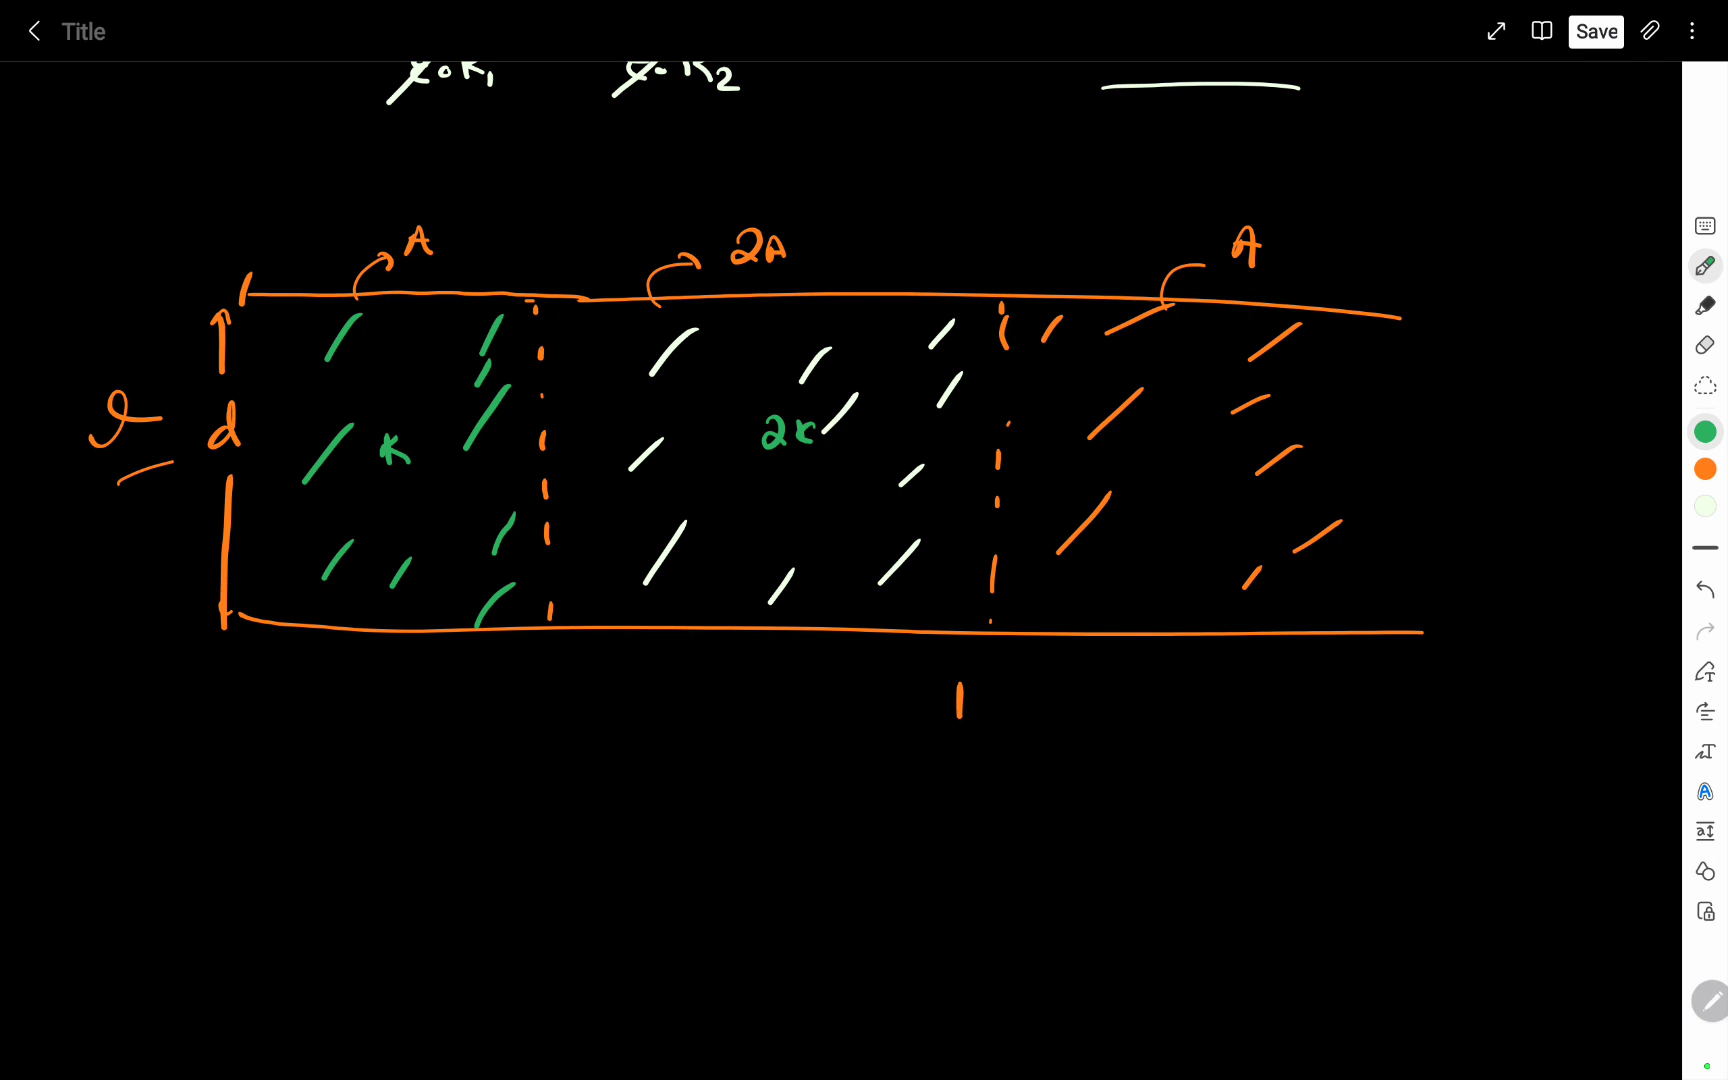 Title
Save
ε₀K₁ ε₀K₂
A 2A A
d
K 2K